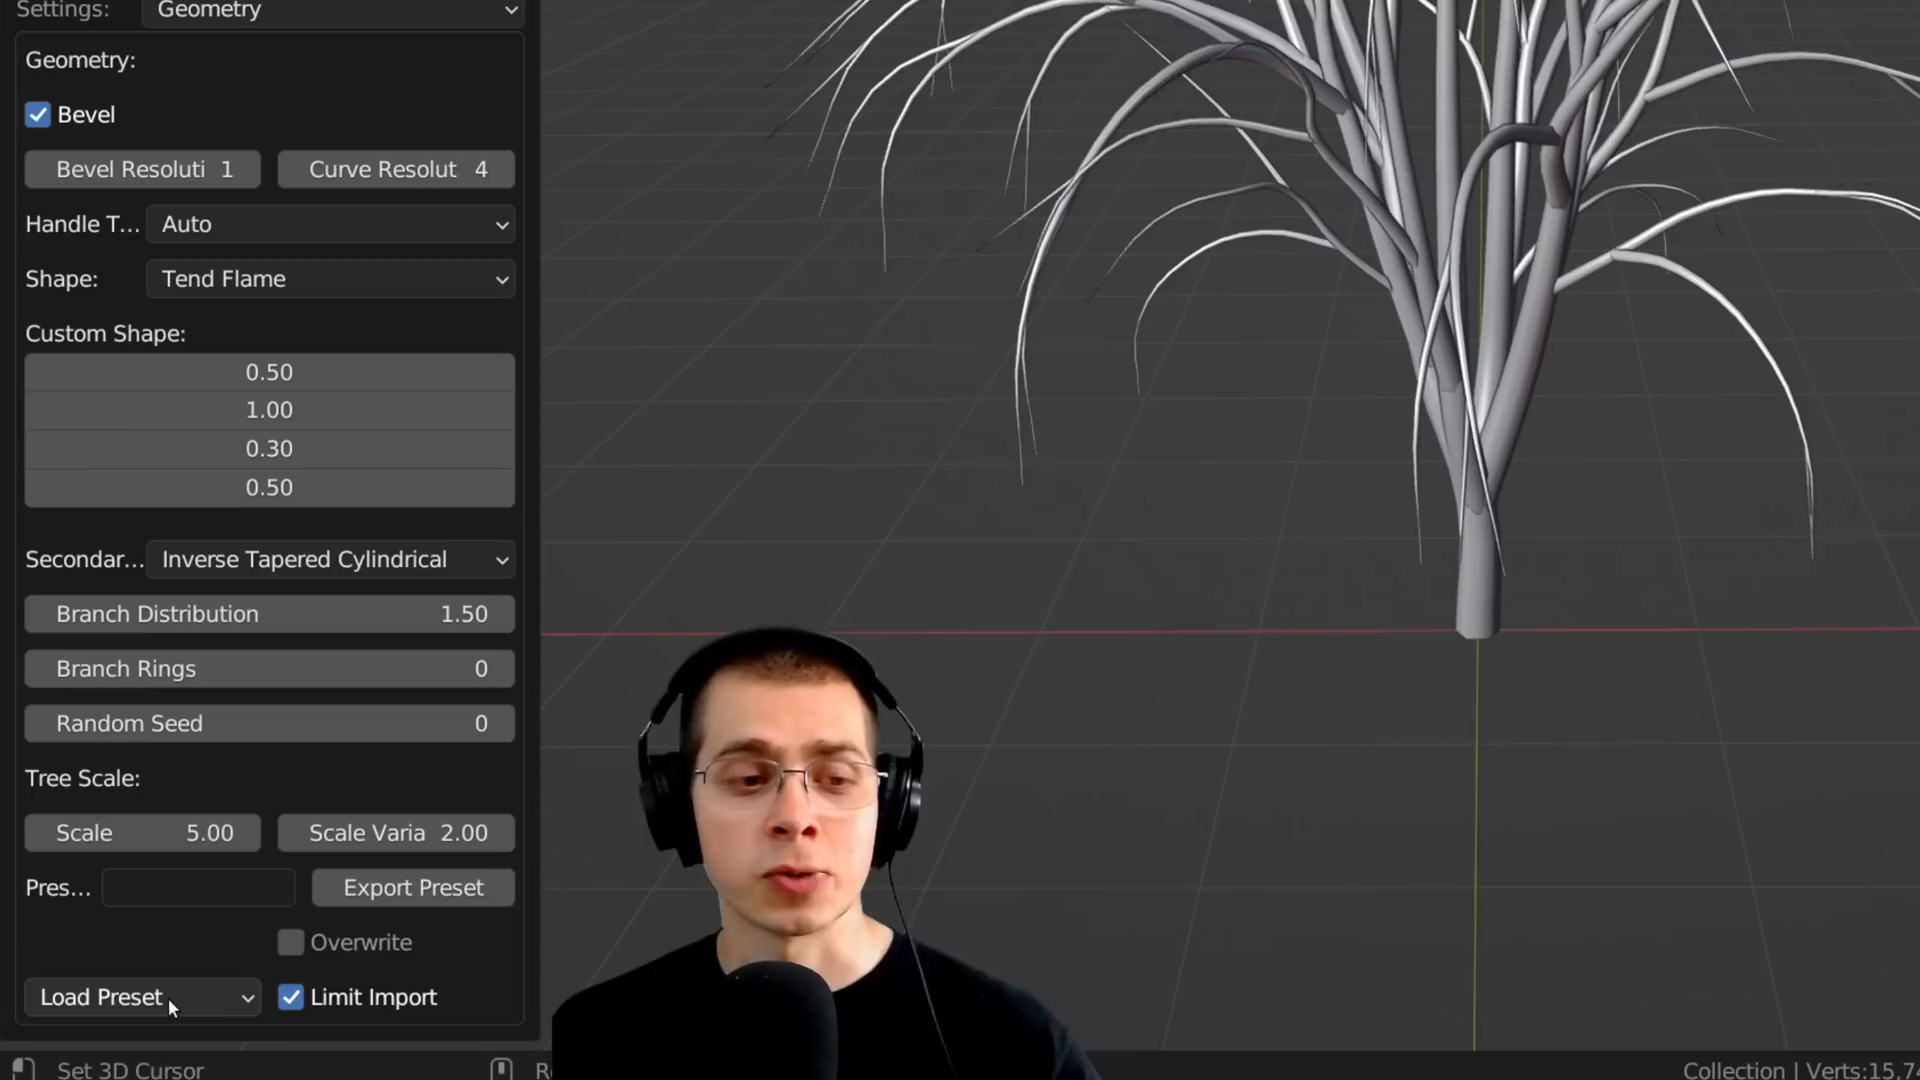 Settings: Geometry
Geometry:
Bevel
Bevel Resoluti 1 Curve Resolut 4
Handle T... Auto
Shape: Tend Flame
Custom Shape:
0.50
1.00
0.30
0.50
Secondar... Inverse Tapered Cylindrical
Branch Distribution 1.50
Branch Rings 0
Random Seed 0
Tree Scale:
Scale 5.00 Scale Varia 2.00
Pres... Export Preset
Overwrite
Load Preset Limit Import
Set 3D Cursor R Collection | Verts:15,74